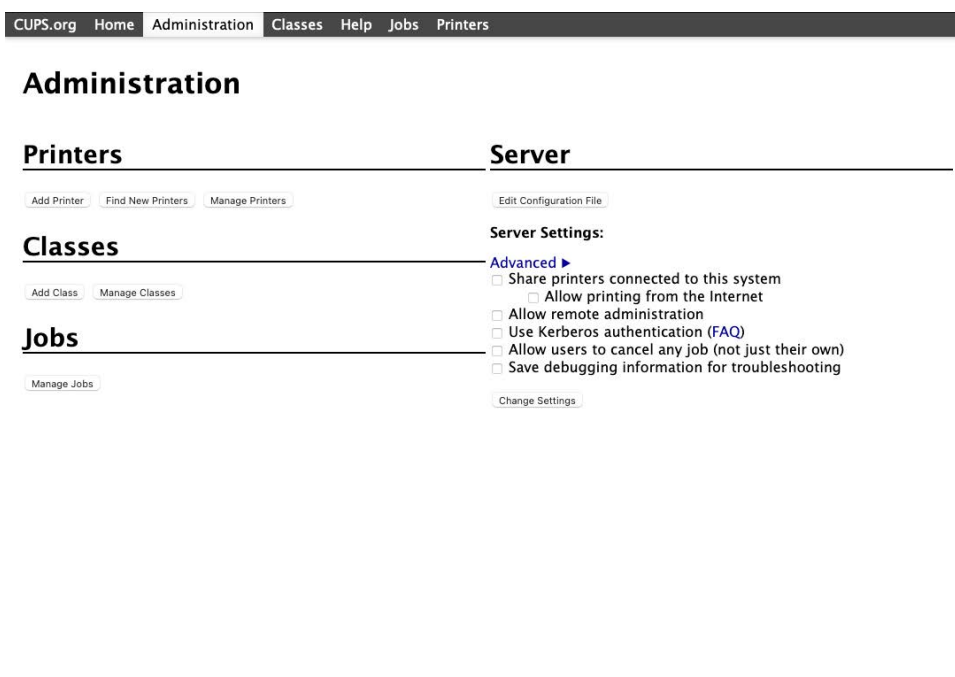 CUPS.org Home Administration Classes Help Jobs Printers
Administration
Printers
Add Printer Find New Printers Manage Printers
Classes
Add Class Manage Classes
Jobs
Manage Jobs
Server
Edit Configuration File
Server Settings:
Advanced ▶
Share printers connected to this system
Allow printing from the Internet
Allow remote administration
Use Kerberos authentication (FAQ)
Allow users to cancel any job (not just their own)
Save debugging information for troubleshooting
Change Settings